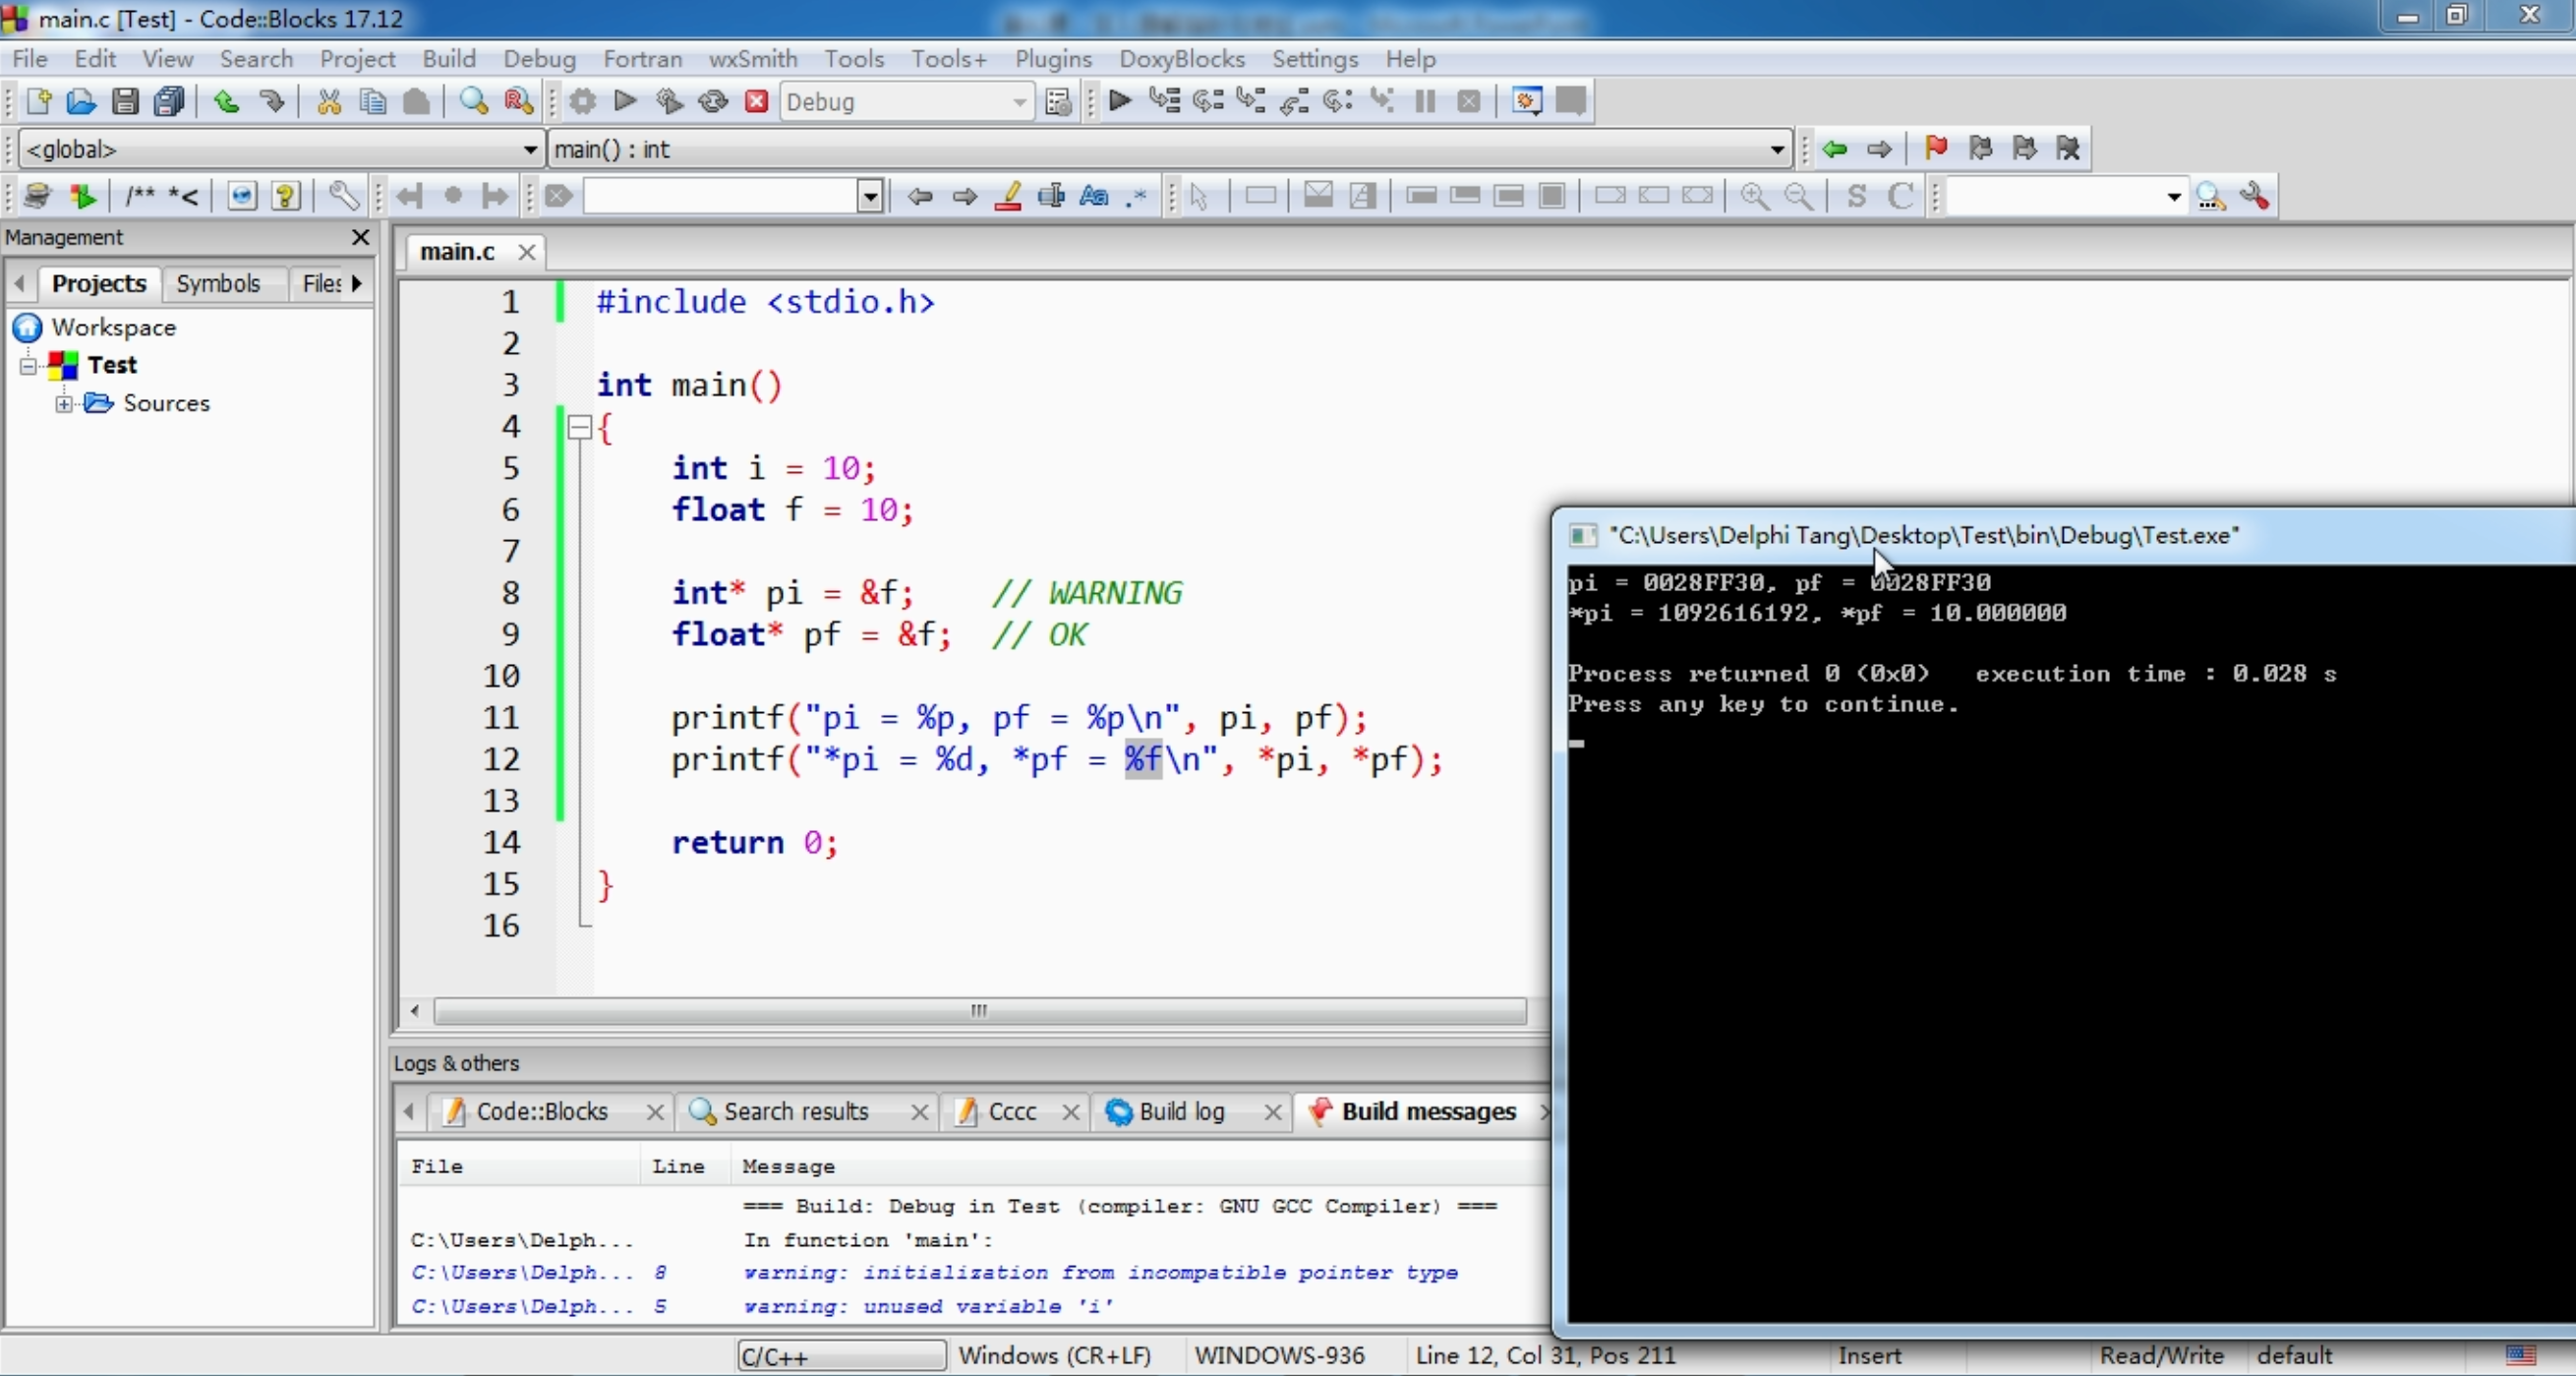 main.c [Test] - Code::Blocks 17.12
File Edit View Search Project Build Debug Fortran wxSmith Tools Tools+ Plugins DoxyBlocks Settings Help
Debug
<global> main() : int
/** *< Aa .* S C
Management
Projects Symbols Files
Workspace
Test
Sources
main.c
1 #include <stdio.h>
2
3 int main()
4 {
5 int i = 10;
6 float f = 10;
7
8 int* pi = &f; // WARNING
9 float* pf = &f; // OK
10
11 printf("pi = %p, pf = %p\n", pi, pf);
12 printf("*pi = %d, *pf = %f\n", *pi, *pf);
13
14 return 0;
15 }
16
"C:\Users\Delphi Tang\Desktop\Test\bin\Debug\Test.exe"
pi = 0028FF30, pf = 0028FF30
*pi = 1092616192, *pf = 10.000000
Process returned 0 (0x0) execution time : 0.028 s
Press any key to continue.
Logs & others
Code::Blocks Search results Cccc Build log Build messages
File Line Message
=== Build: Debug in Test (compiler: GNU GCC Compiler) ===
C:\Users\Delph... In function 'main':
C:\Users\Delph... 8 warning: initialization from incompatible pointer type
C:\Users\Delph... 5 warning: unused variable 'i'
C/C++ Windows (CR+LF) WINDOWS-936 Line 12, Col 31, Pos 211 Insert Read/Write default